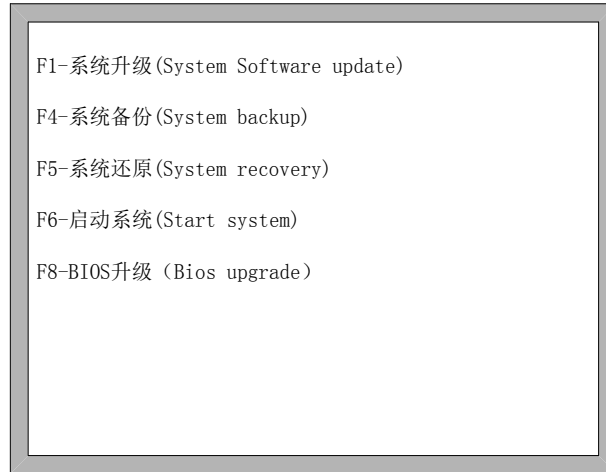 F1-系统升级(System Software update)
F4-系统备份(System backup)
F5-系统还原(System recovery)
F6-启动系统(Start system)
F8-BIOS升级（Bios upgrade）